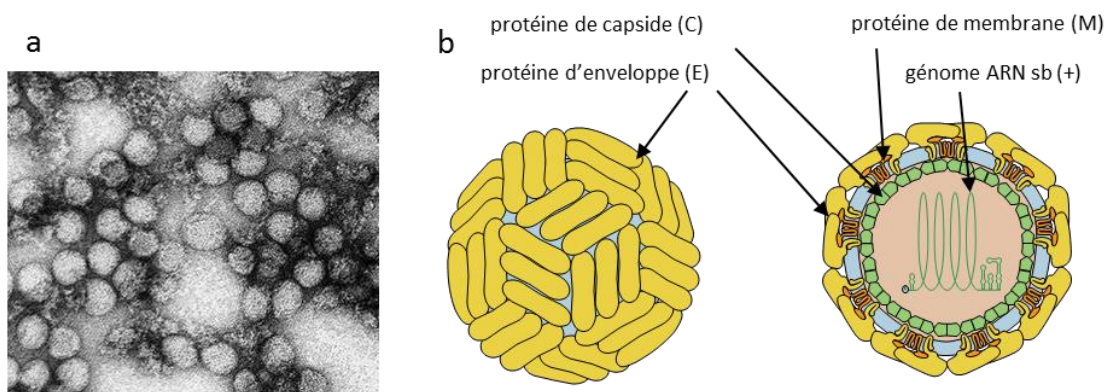 a
b
protéine de capside (C)
protéine d’enveloppe (E)
protéine de membrane (M)
génome ARN sb (+)